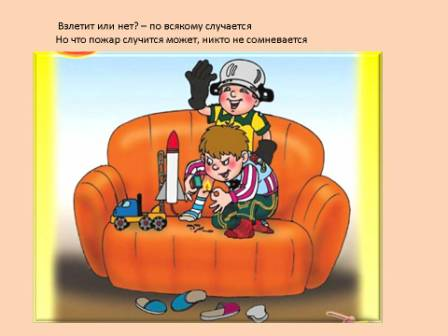 Взлетит или нет? – по всякому случается
Но что пожар случится может, никто не сомневается